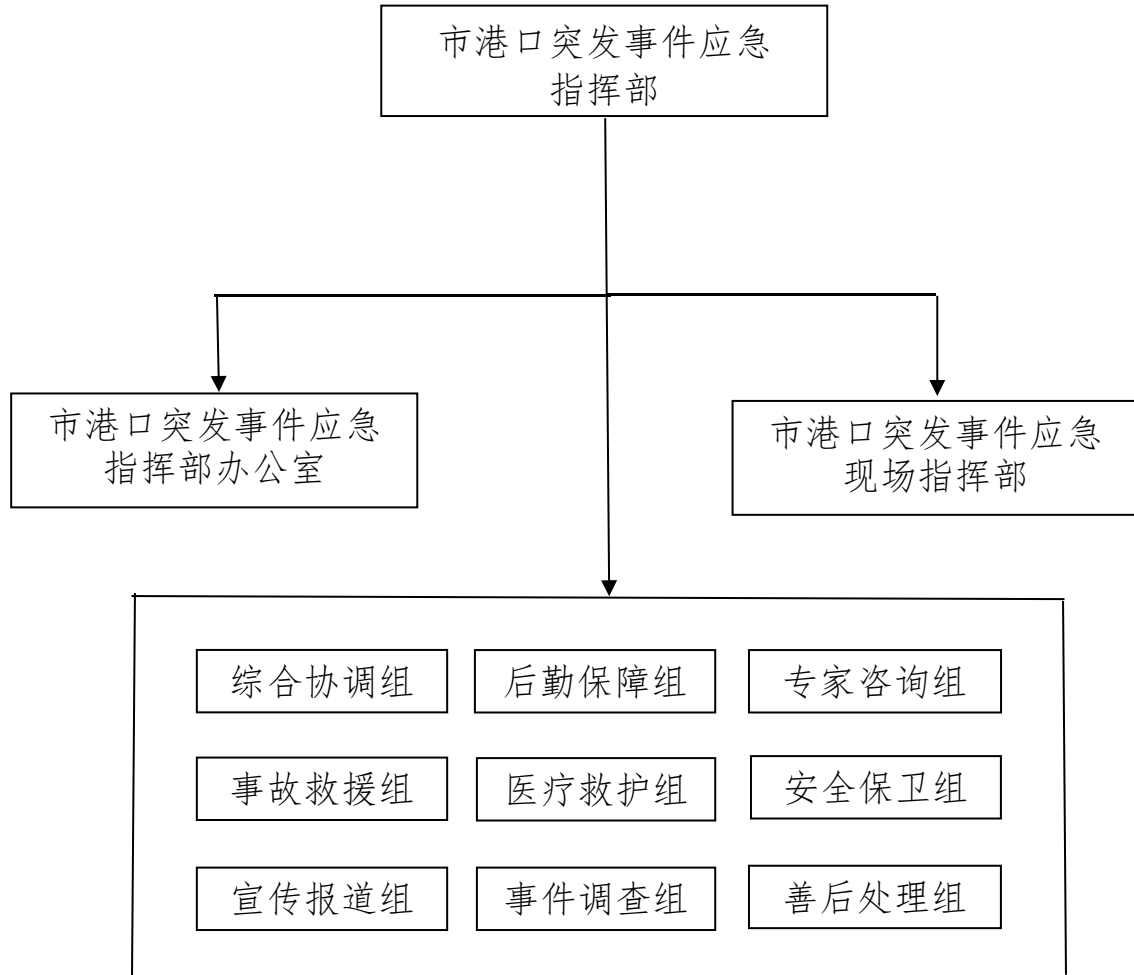 市港口突发事件应急
指挥部
市港口突发事件应急
指挥部办公室
市港口突发事件应急
现场指挥部
综合协调组
后勤保障组
专家咨询组
事故救援组
医疗救护组
安全保卫组
宣传报道组
事件调查组
善后处理组